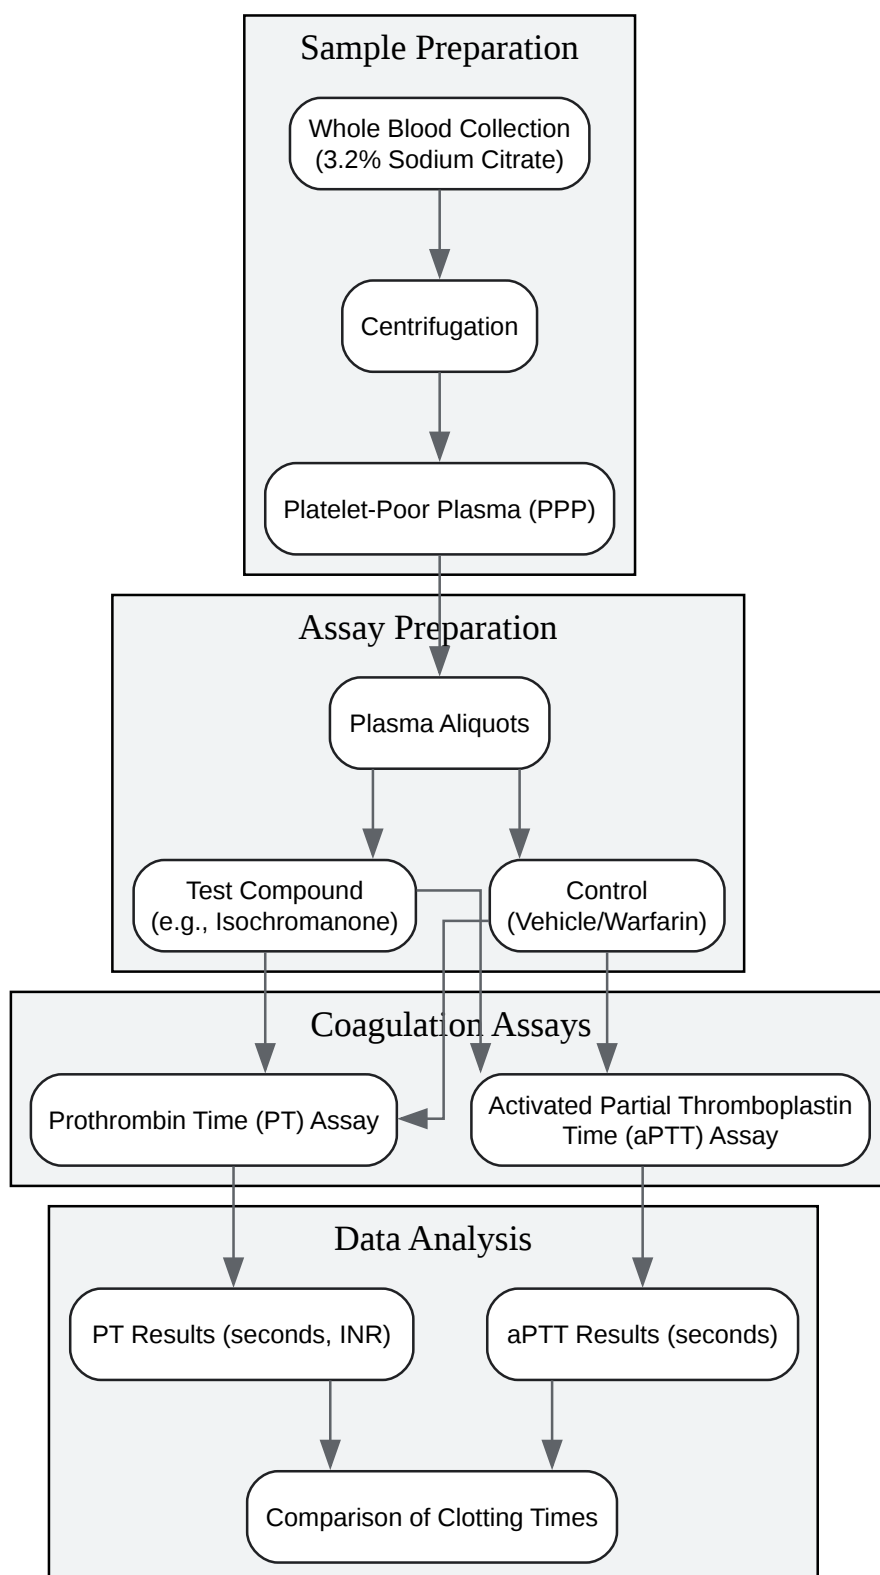 Sample Preparation
Whole Blood Collection
(3.2% Sodium Citrate)
Centrifugation
Platelet-Poor Plasma (PPP)
Assay Preparation
Plasma Aliquots
Test Compound
(e.g., Isochromanone)
Control
(Vehicle/Warfarin)
Coagulation Assays
Prothrombin Time (PT) Assay
Activated Partial Thromboplastin
Time (aPTT) Assay
Data Analysis
PT Results (seconds, INR)
aPTT Results (seconds)
Comparison of Clotting Times